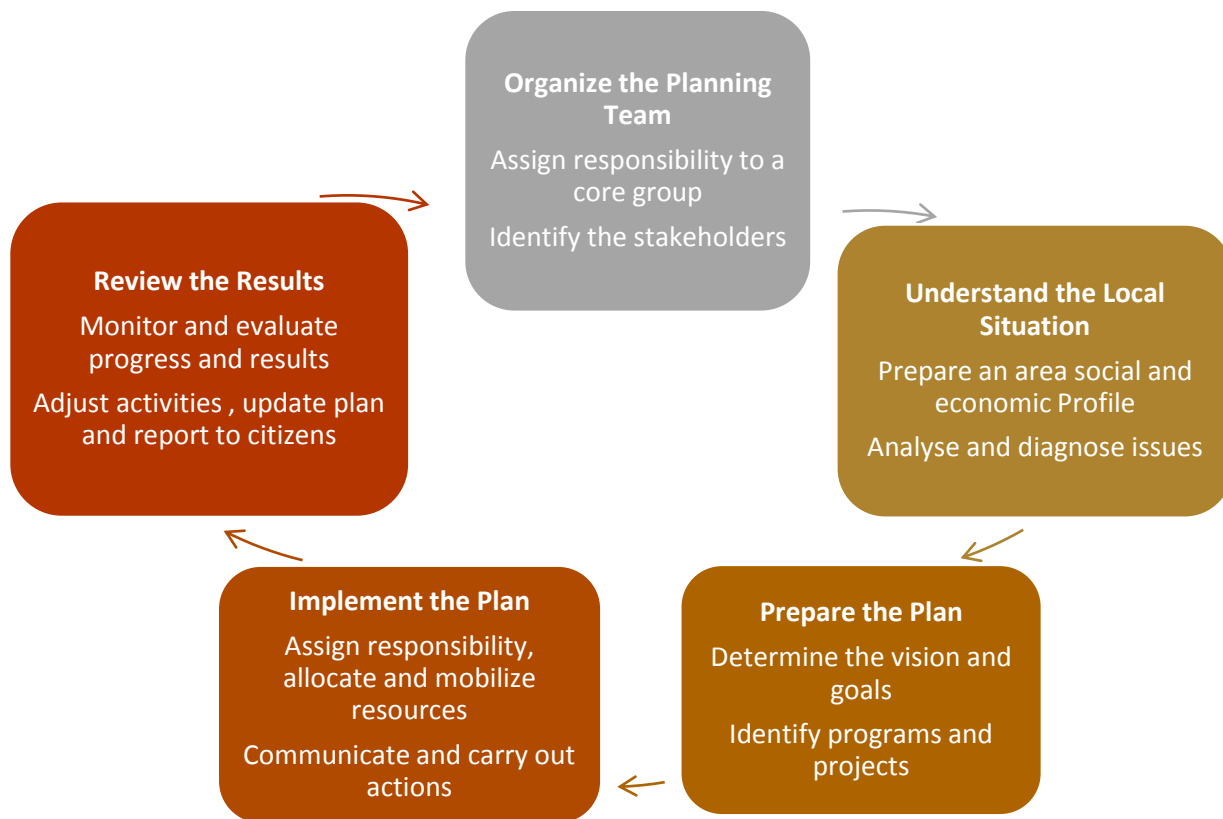 Organize the Planning
Team
Assign responsibility to a
core group
Identify the stakeholders
Understand the Local
Situation
Prepare an area social and
economic Profile
Analyse and diagnose issues
Prepare the Plan
Determine the vision and
goals
Identify programs and
projects
Implement the Plan
Assign responsibility,
allocate and mobilize
resources
Communicate and carry out
actions
Review the Results
Monitor and evaluate
progress and results
Adjust activities , update plan
and report to citizens